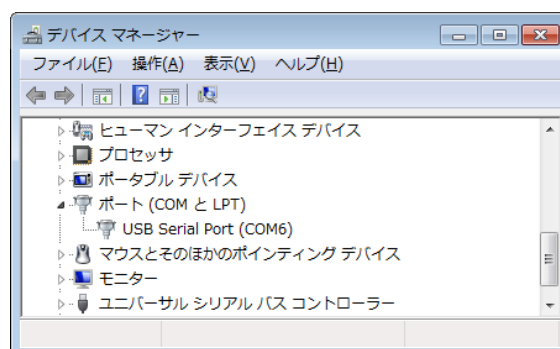 デバイス マネージャー
ファイル(F) 操作(A) 表示(V) ヘルプ(H)
ヒューマン インターフェイス デバイス
プロセッサ
ポータブル デバイス
ポート (COM と LPT)
USB Serial Port (COM6)
マウスとそのほかのポインティング デバイス
モニター
ユニバーサル シリアル バス コントローラー